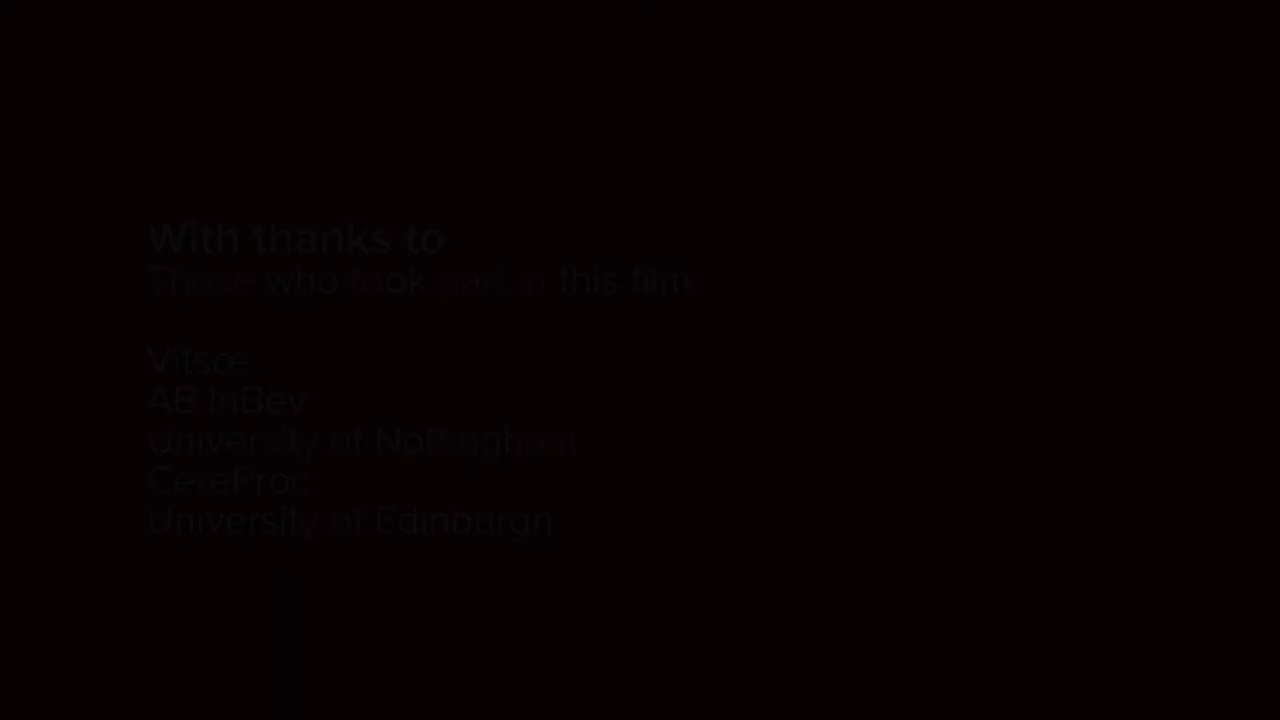 With thanks to
Those who took part in this film
Vitsœ
AB InBev
University of Nottingham
CereProc
University of Edinburgh